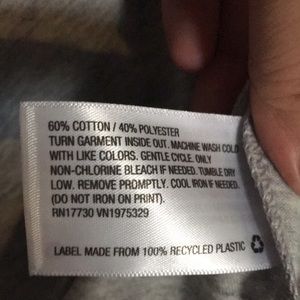 60% COTTON / 40% POLYESTER
TURN GARMENT INSIDE OUT. MACHINE WASH COLD
WITH LIKE COLORS. GENTLE CYCLE. ONLY
NON-CHLORINE BLEACH IF NEEDED. TUMBLE DRY
LOW. REMOVE PROMPTLY. COOL IRON IF NEEDED.
(DO NOT IRON ON PRINT).
RN17730 VN1975329
LABEL MADE FROM 100% RECYCLED PLASTIC